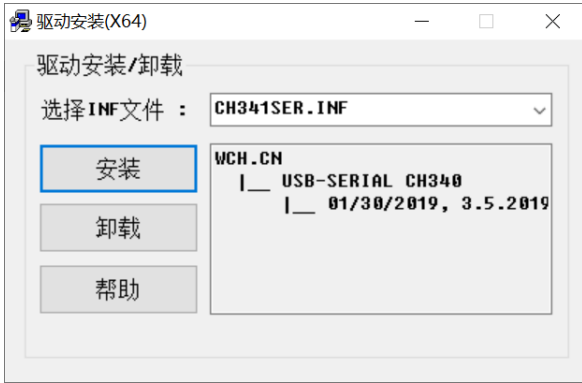 驱动安装(X64)
驱动安装/卸载
选择INF文件 : CH341SER.INF
安装
卸载
帮助
WCH.CN
|__ USB-SERIAL CH340
|__ 01/30/2019, 3.5.2019